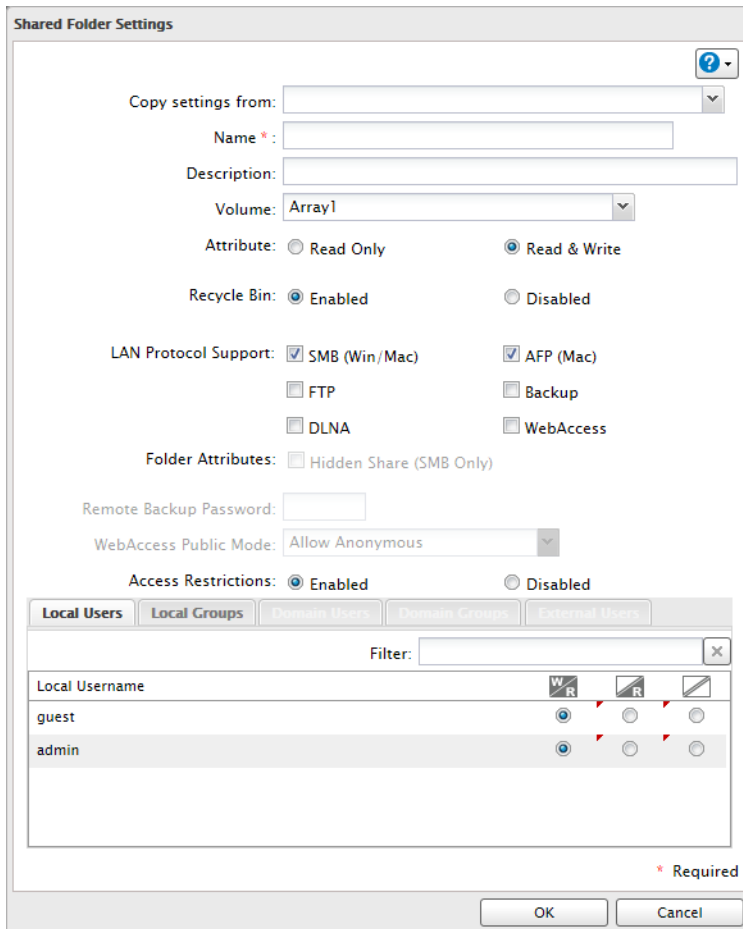 Shared Folder Settings
?
Copy settings from:
Name * :
Description:
Volume: Array1
Attribute: Read Only Read & Write
Recycle Bin: Enabled Disabled
LAN Protocol Support: SMB (Win/Mac) AFP (Mac)
FTP Backup
DLNA WebAccess
Folder Attributes: Hidden Share (SMB Only)
Remote Backup Password:
WebAccess Public Mode: Allow Anonymous
Access Restrictions: Enabled Disabled
Local Users Local Groups Domain Users Domain Groups External Users
Filter:
Local Username W/R R
guest
admin
* Required
OK Cancel